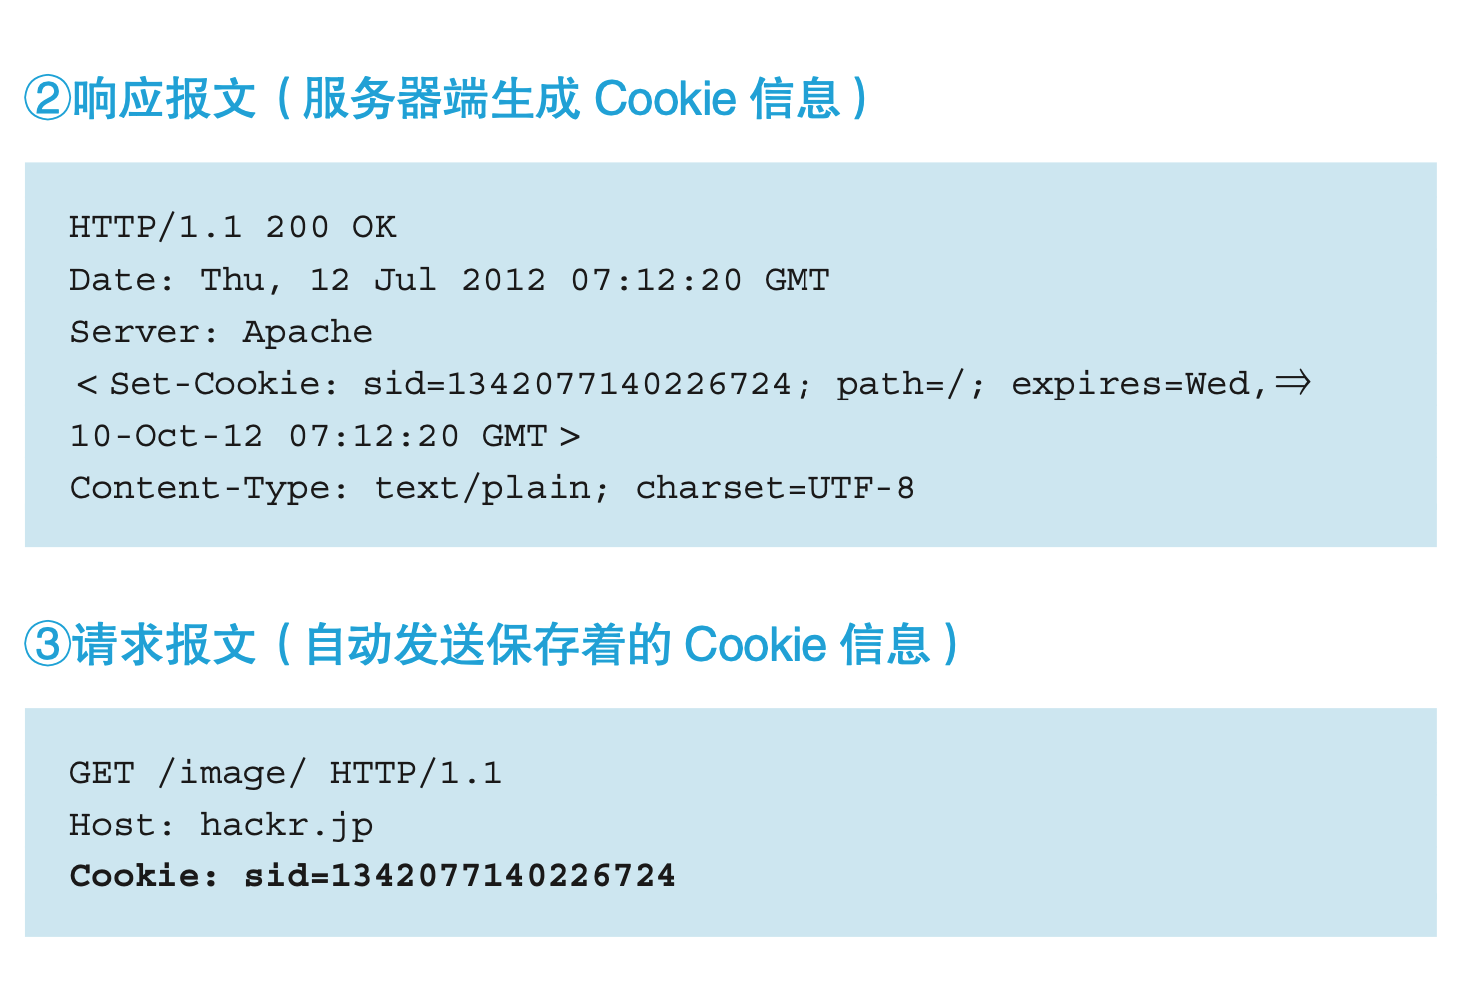 ②响应报文（服务器端生成 Cookie 信息）
HTTP/1.1 200 OK
Date: Thu, 12 Jul 2012 07:12:20 GMT
Server: Apache
＜Set-Cookie: sid=1342077140226724; path=/; expires=Wed,⇒
10-Oct-12 07:12:20 GMT＞
Content-Type: text/plain; charset=UTF-8
③请求报文（自动发送保存着的 Cookie 信息）
GET /image/ HTTP/1.1
Host: hackr.jp
Cookie: sid=1342077140226724